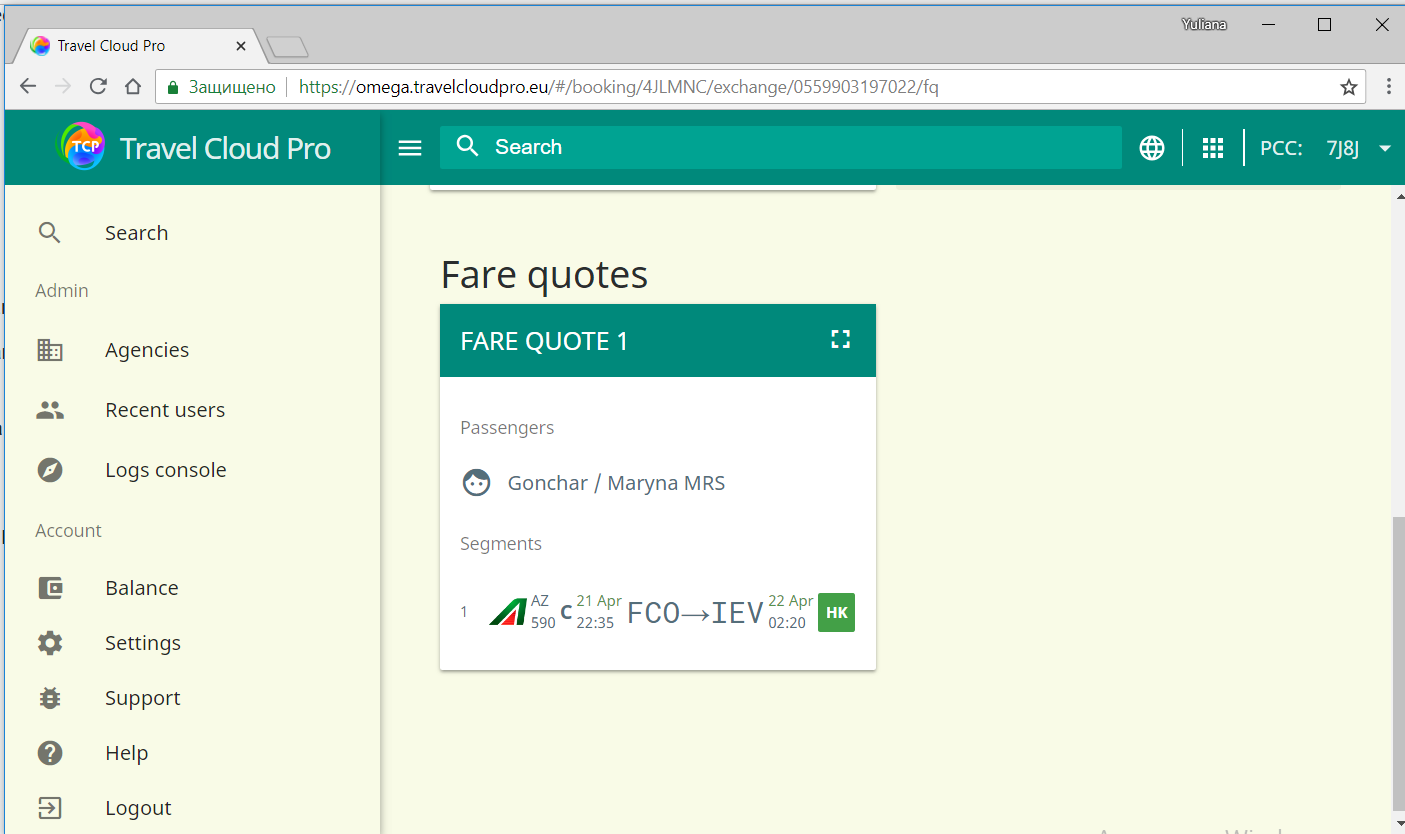 Yuliana
Travel Cloud Pro
Защищено
https://omega.travelcloudpro.eu/#/booking/4JLMNC/exchange/0559903197022/fq
TCP
Travel Cloud Pro
Search
PCC: 7J8J
Search
Admin
Agencies
Recent users
Logs console
Account
Balance
Settings
Support
Help
Logout
Fare quotes
FARE QUOTE 1
Passengers
Gonchar / Maryna MRS
Segments
1 AZ 590 C 21 Apr 22:35 FCO→IEV 22 Apr 02:20 HK